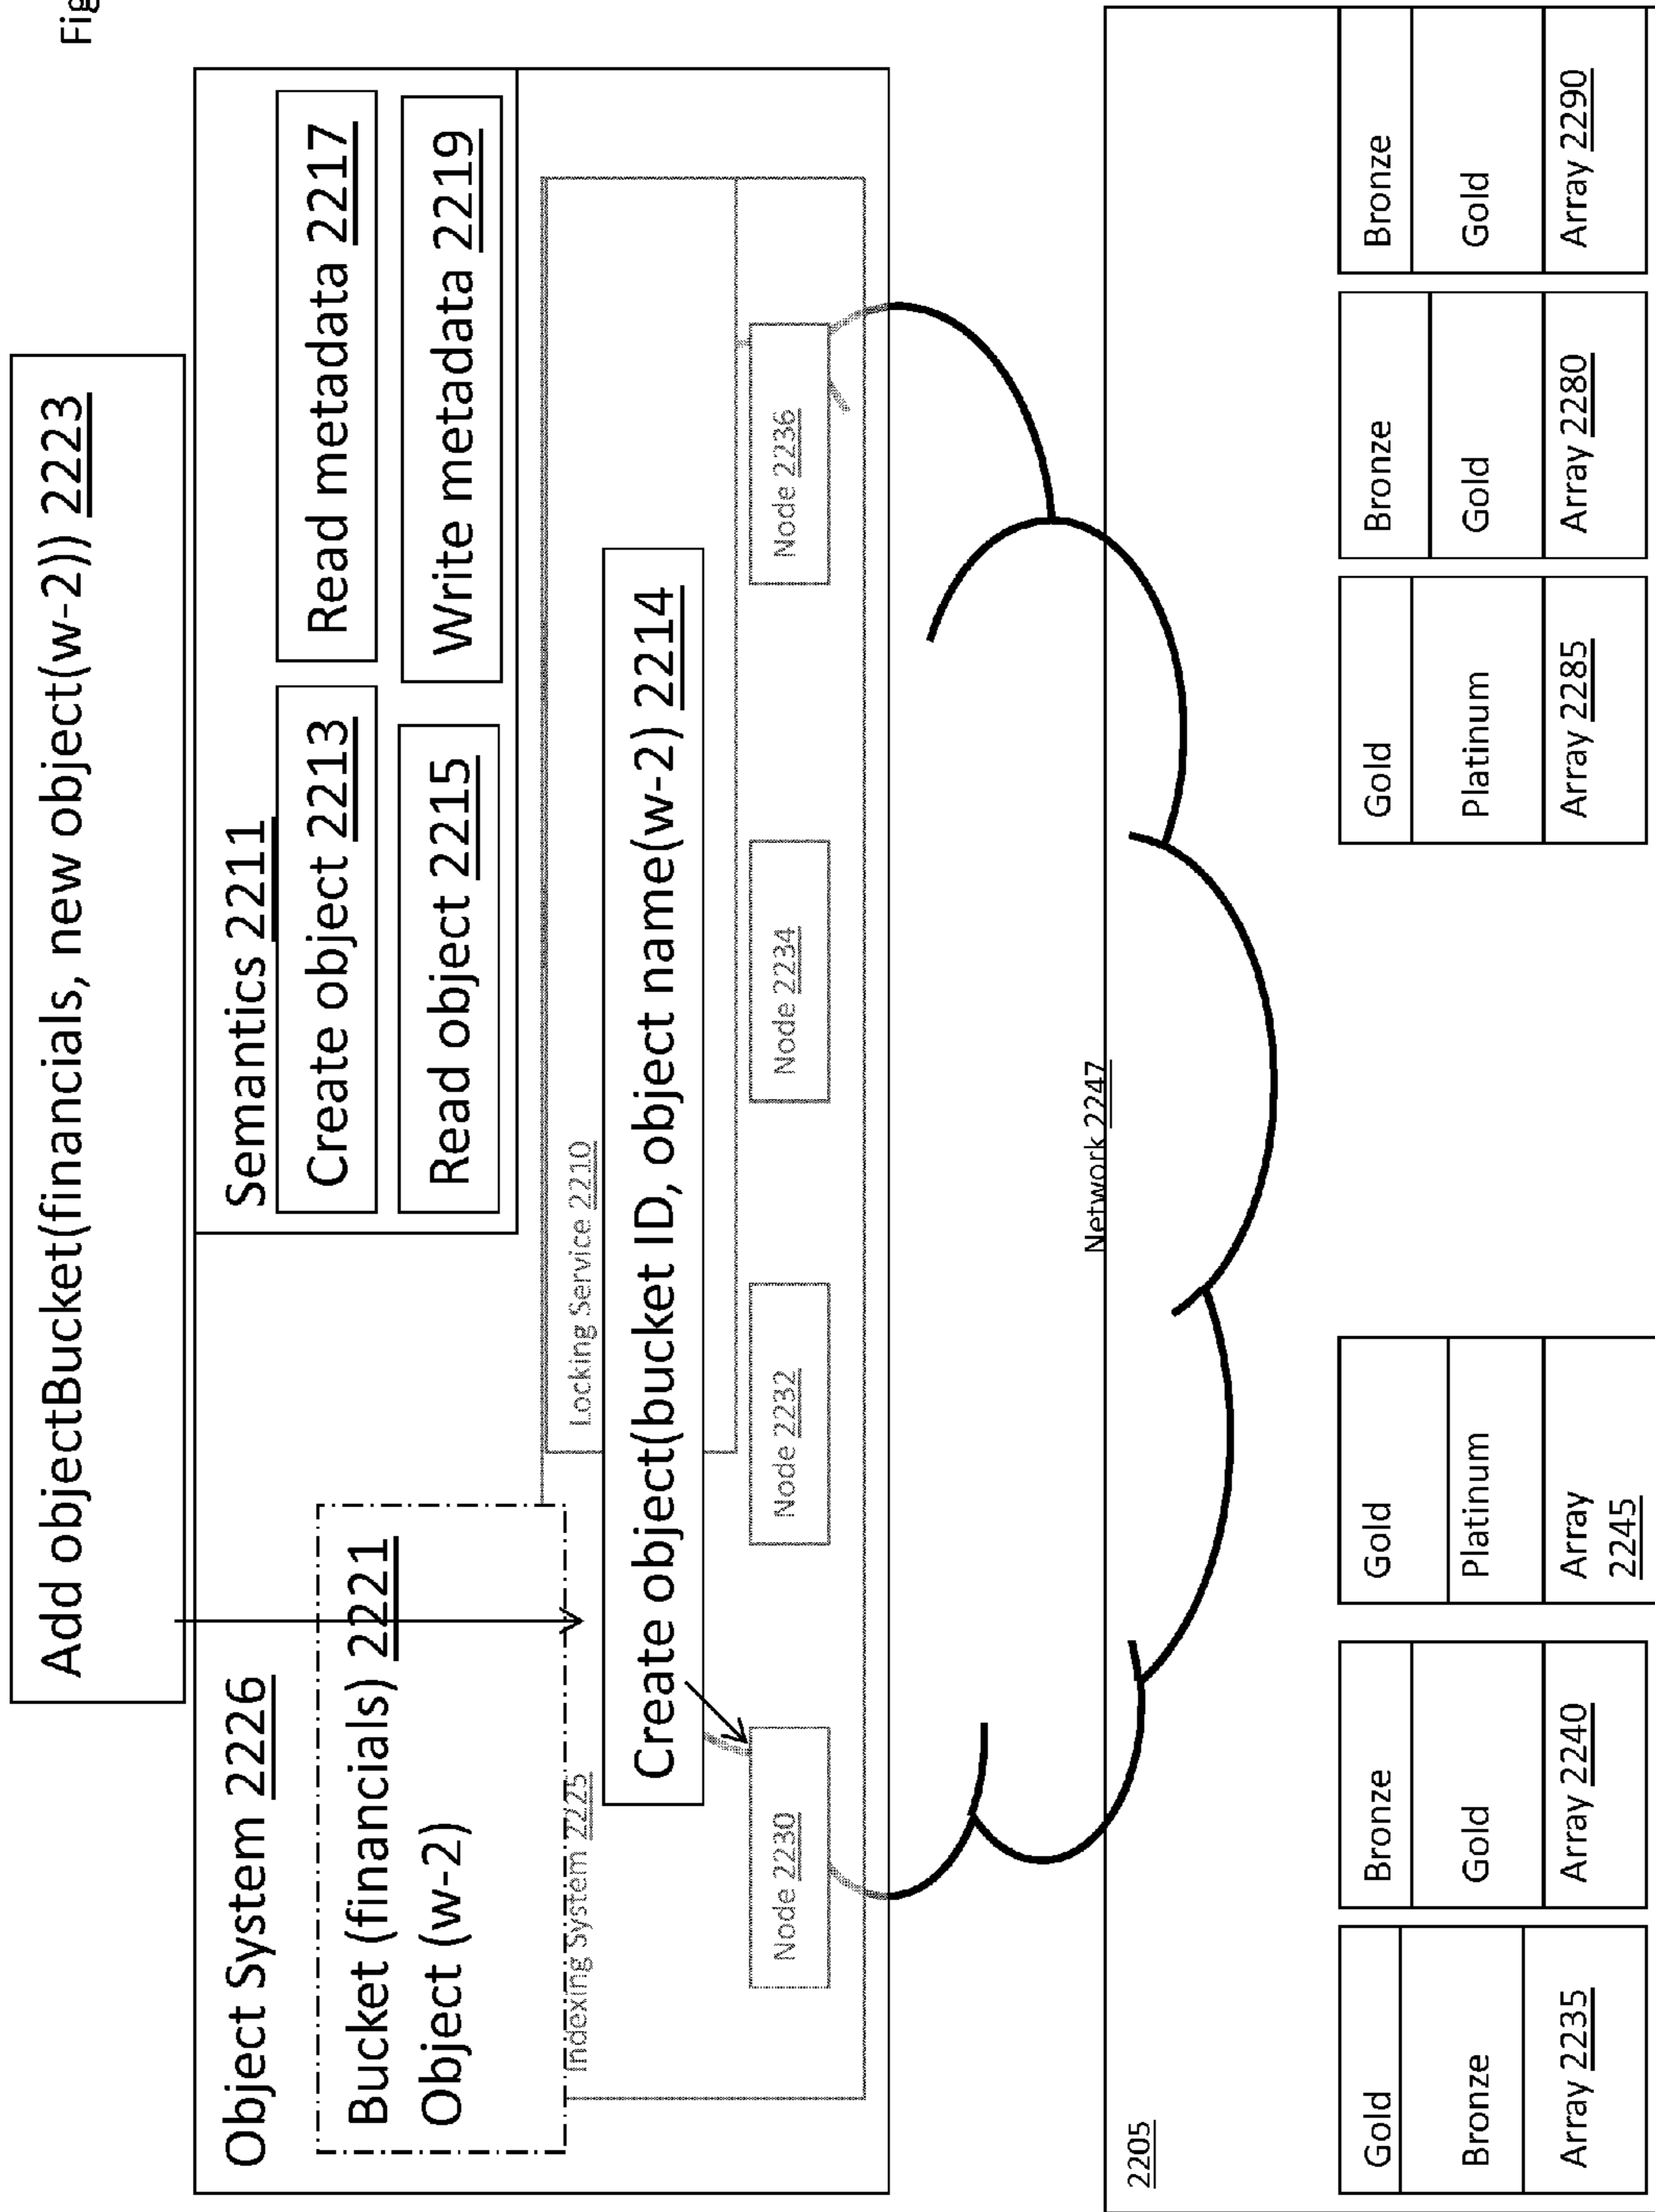 Fig
Add objectBucket(financials, new object(w-2)) 2223
Object System 2226
Semantics 2211
Create object 2213
Read metadata 2217
Read object 2215
Write metadata 2219
Bucket (financials) 2221
Object (w-2)
Indexing System 2225
Locking Service 2210
Create object(bucket ID, object name(w-2) 2214
Node 2230
Node 2232
Node 2234
Node 2236
Network 2247
2205
Gold
Bronze
Array 2235
Bronze
Gold
Array 2240
Gold
Platinum
Array
2245
Gold
Platinum
Array 2285
Bronze
Gold
Array 2280
Bronze
Gold
Array 2290